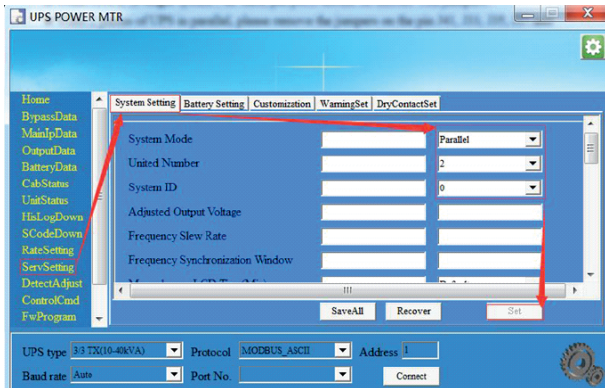 UPS POWER MTR
Home
BypassData
MainIpData
OutputData
BatteryData
CabStatus
UnitStatus
HisLogDown
SCodeDown
RateSetting
ServSetting
DetectAdjust
ControlCmd
FwProgram
System Setting Battery Setting Customization WarningSet DryContactSet
System Mode Parallel
United Number 2
System ID 0
Adjusted Output Voltage
Frequency Slew Rate
Frequency Synchronization Window
SaveAll Recover Set
UPS type 3/3 TX(10-40kVA) Protocol MODBUS_ASCII Address 1
Baud rate Auto Port No. Connect